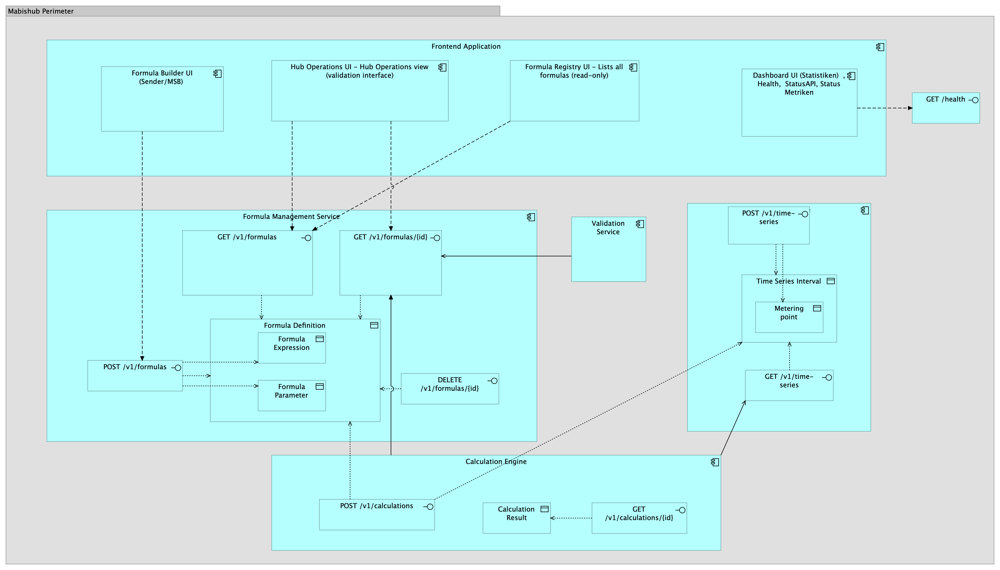 Mabishub Perimeter
Frontend Application
Formula Builder UI
(Sender/MSB)
Hub Operations UI – Hub Operations view
(validation interface)
Formula Registry UI – Lists all
formulas (read-only)
Dashboard UI (Statistiken) ,
Health, StatusAPI, Status
Metriken
GET /health
Formula Management Service
GET /v1/formulas
GET /v1/formulas/{id}
Validation
Service
POST /v1/time-
series
Time Series Interval
Metering
point
Formula Definition
Formula
Expression
POST /v1/formulas
Formula
Parameter
DELETE
/v1/formulas/{id}
GET /v1/time-
series
Calculation Engine
POST /v1/calculations
Calculation
Result
GET
/v1/calculations/{id}